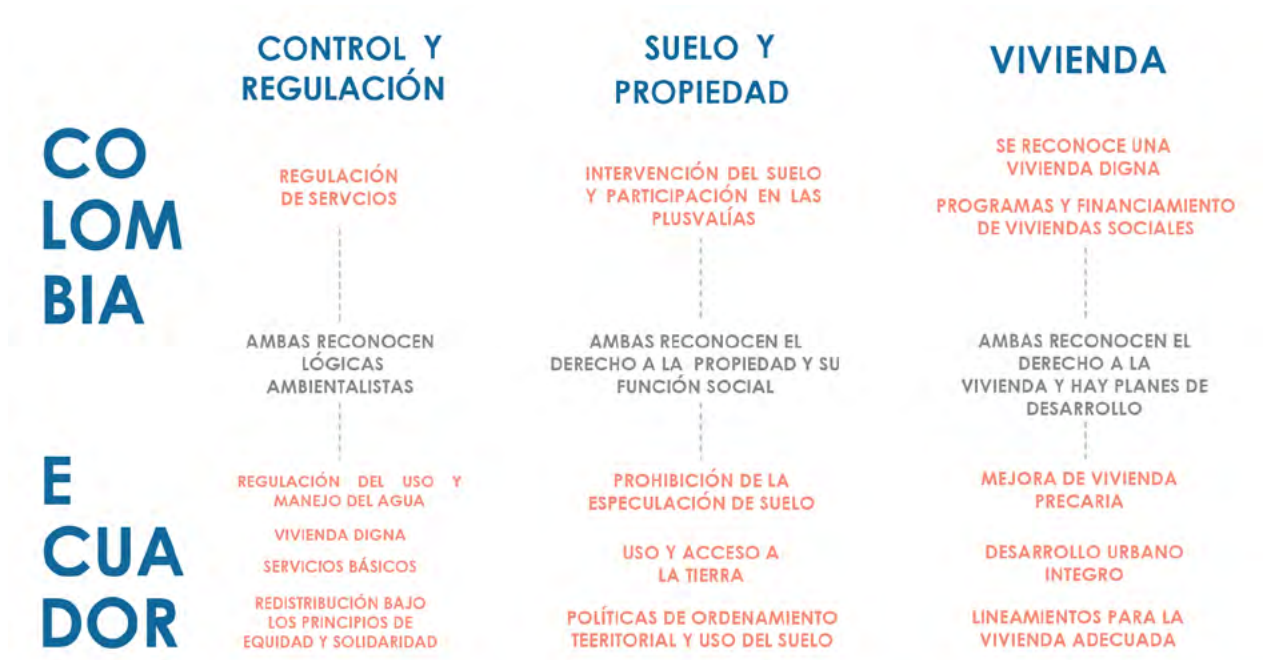 CONTROL Y
REGULACIÓN
SUELO Y
PROPIEDAD
VIVIENDA
CO
LOM
BIA
REGULACIÓN
DE SERVCIOS
INTERVENCIÓN DEL SUELO
Y PARTICIPACIÓN EN LAS
PLUSVALÍAS
SE RECONOCE UNA
VIVIENDA DIGNA
PROGRAMAS Y FINANCIAMIENTO
DE VIVIENDAS SOCIALES
AMBAS RECONOCEN
LÓGICAS
AMBIENTALISTAS
AMBAS RECONOCEN EL
DERECHO A LA PROPIEDAD Y SU
FUNCIÓN SOCIAL
AMBAS RECONOCEN EL
DERECHO A LA
VIVIENDA Y HAY PLANES DE
DESARROLLO
E
CUA
DOR
REGULACIÓN DEL USO Y
MANEJO DEL AGUA
VIVIENDA DIGNA
SERVICIOS BÁSICOS
REDISTRIBUCIÓN BAJO
LOS PRINCIPIOS DE
EQUIDAD Y SOLIDARIDAD
PROHIBICIÓN DE LA
ESPECULACIÓN DE SUELO
USO Y ACCESO A
LA TIERRA
POLÍTICAS DE ORDENAMIENTO
TEERITORIAL Y USO DEL SUELO
MEJORA DE VIVIENDA
PRECARIA
DESARROLLO URBANO
INTEGRO
LINEAMIENTOS PARA LA
VIVIENDA ADECUADA